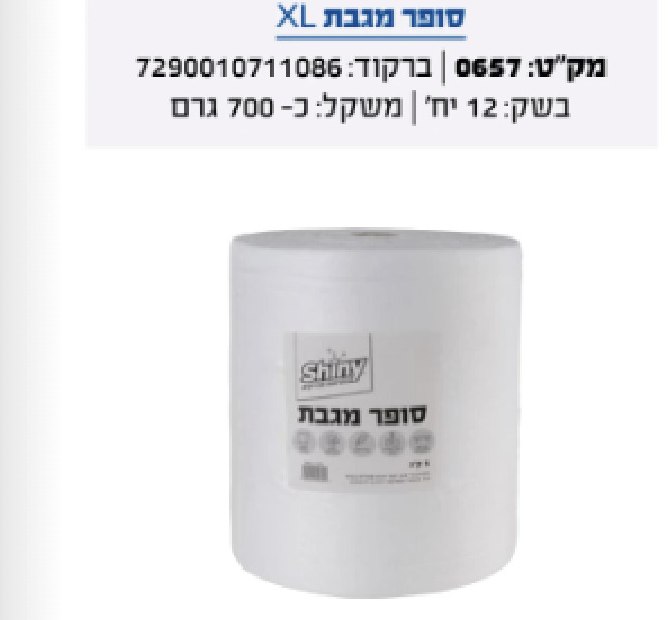 סופר מגבת XL
מק"ט: 0657 | ברקוד: 7290010711086
בשק: 12 יח' | משקל: כ- 700 גרם
Shiny
סופר מגבת